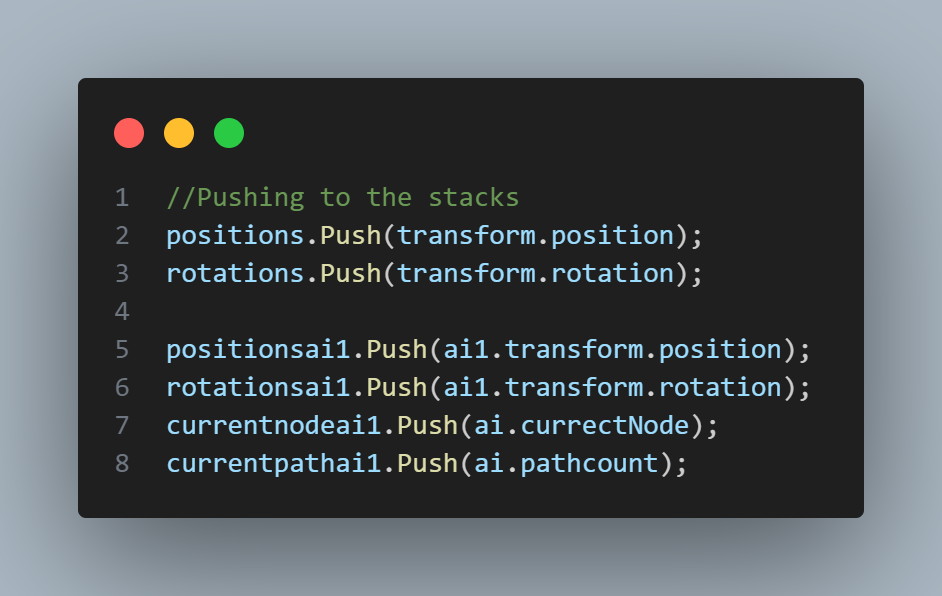 1 //Pushing to the stacks
2 positions.Push(transform.position);
3 rotations.Push(transform.rotation);
4
5 positionsai1.Push(ai1.transform.position);
6 rotationsai1.Push(ai1.transform.rotation);
7 currentnodeai1.Push(ai.currectNode);
8 currentpathai1.Push(ai.pathcount);